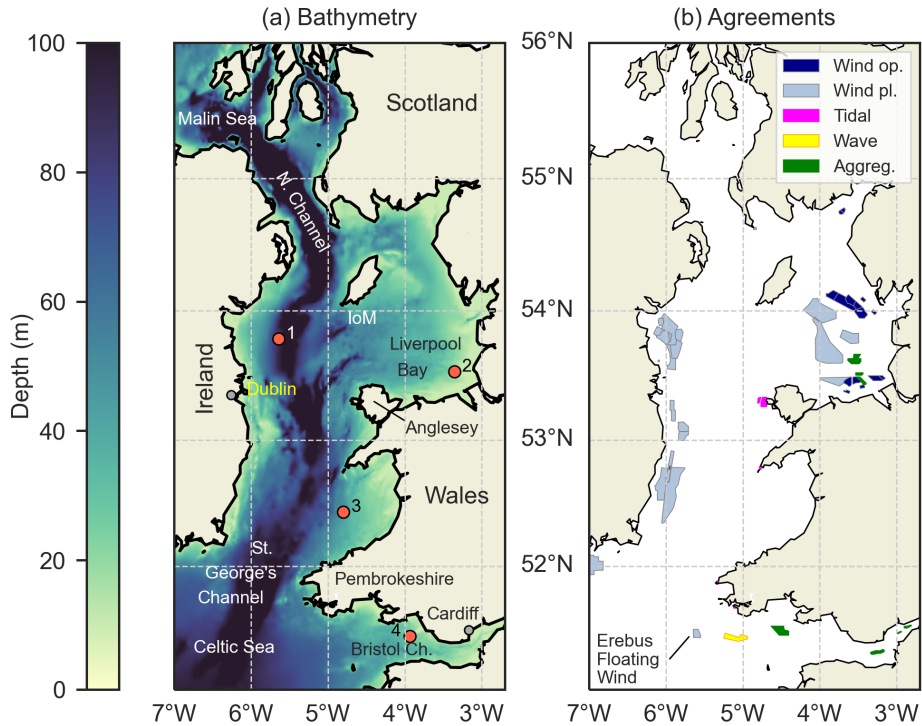 (a) Bathymetry
(b) Agreements
100
80
60
40
20
0
Depth (m)
Scotland
Malin Sea
N. Channel
IoM
1
Liverpool
Bay
2
Ireland
Dublin
Anglesey
Wales
3
St.
George's
Channel
Pembrokeshire
Cardiff
4
Bristol Ch.
Celtic Sea
7°W
6°W
5°W
4°W
3°W
56°N
55°N
54°N
53°N
52°N
Wind op.
Wind pl.
Tidal
Wave
Aggreg.
Erebus
Floating
Wind
7°W
6°W
5°W
4°W
3°W